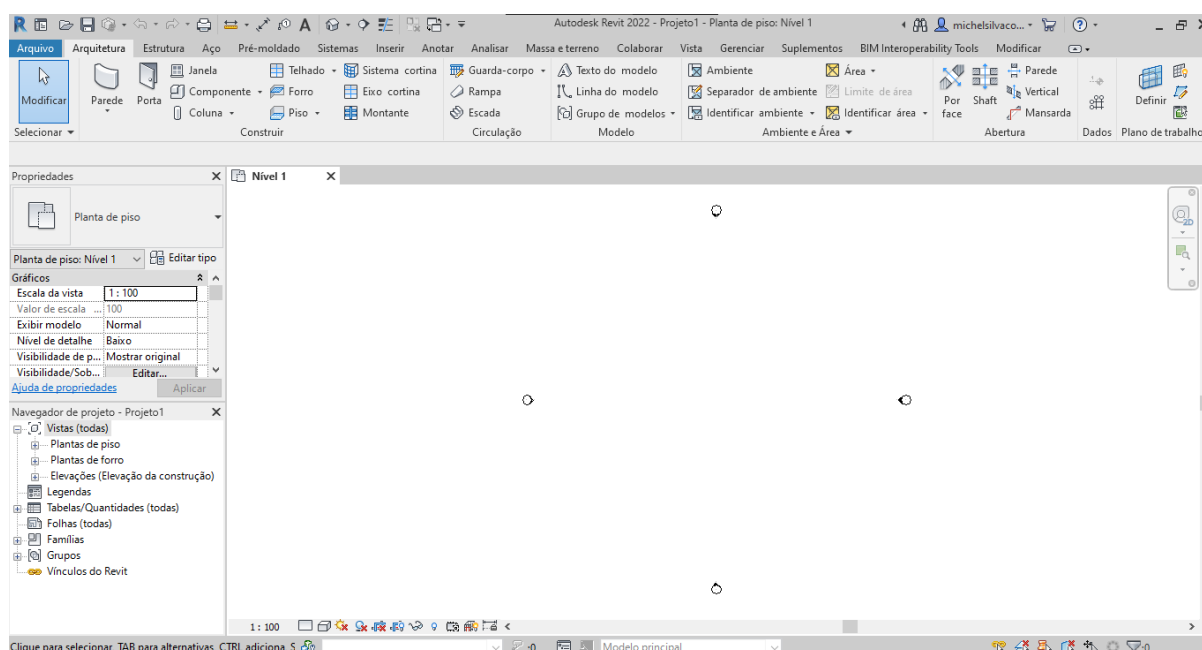 Autodesk Revit 2022 - Projeto1 - Planta de piso: Nível 1
michelsilvaco...
Arquivo Arquitetura Estrutura Aço Pré-moldado Sistemas Inserir Anotar Analisar Massa e terreno Colaborar Vista Gerenciar Suplementos BIM Interoperability Tools Modificar
Modificar
Parede
Porta
Janela
Componente
Coluna
Telhado
Forro
Piso
Sistema cortina
Eixo cortina
Montante
Guarda-corpo
Rampa
Escada
Texto do modelo
Linha do modelo
Grupo de modelos
Ambiente
Separador de ambiente
Identificar ambiente
Área
Limite de área
Identificar área
Por face
Shaft
Parede
Vertical
Mansarda
Definir
Selecionar Construir Circulação Modelo Ambiente e Área Abertura Dados Plano de trabalho
Propriedades
Nível 1
Planta de piso
Planta de piso: Nível 1 Editar tipo
Gráficos
Escala da vista 1 : 100
Valor de escala ... 100
Exibir modelo Normal
Nível de detalhe Baixo
Visibilidade de p... Mostrar original
Visibilidade/Sob... Editar...
Ajuda de propriedades Aplicar
Navegador de projeto - Projeto1
Vistas (todas)
Plantas de piso
Plantas de forro
Elevações (Elevação da construção)
Legendas
Tabelas/Quantidades (todas)
Folhas (todas)
Famílias
Grupos
Vínculos do Revit
2D
1 : 100
Clique para selecionar, TAB para alternativas, CTRL adiciona, S
:0
Modelo principal
:0